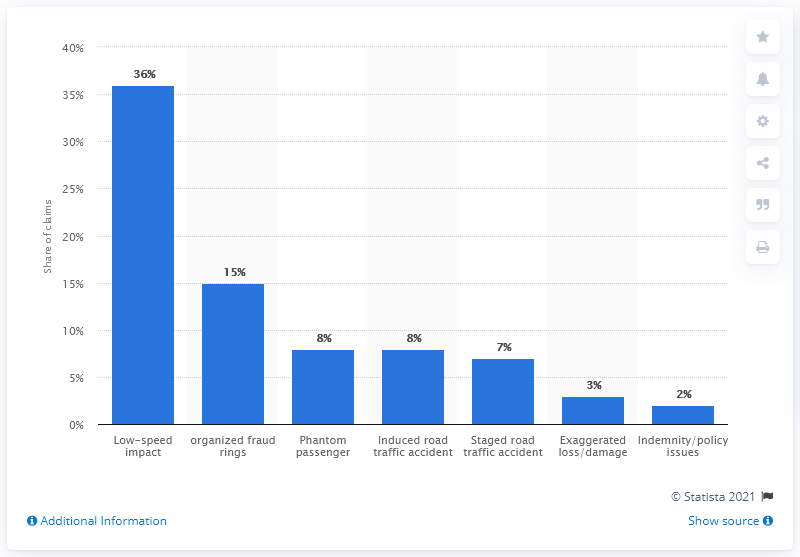 40%
35%
30%
25%
20%
15%
10%
5%
0%
Share of claims
36%
15%
8%
8%
7%
3%
2%
Low-speed
impact
organized fraud
rings
Phantom
passenger
Induced road
traffic accident
Staged road
traffic accident
Exaggerated
loss/damage
Indemnity/policy
issues
© Statista 2021
Additional Information
Show source